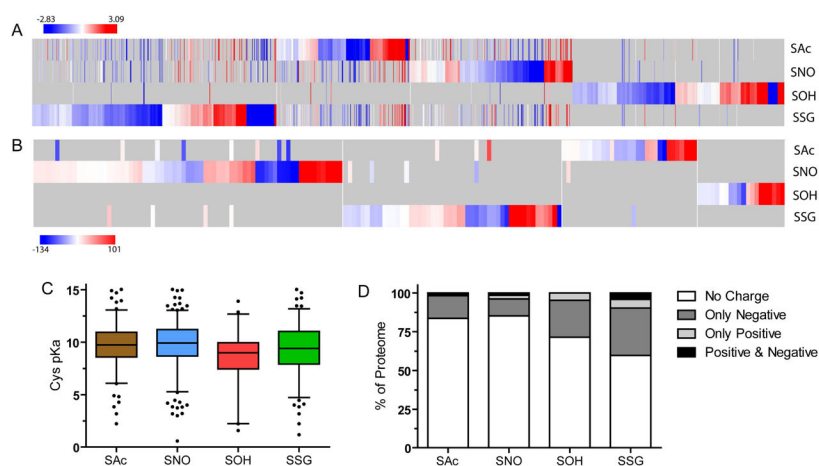 -2.83 3.09
A
SAc
SNO
SOH
SSG
B
SAc
SNO
SOH
SSG
-134 101
C
Cys pKa
15
10
5
0
SAc SNO SOH SSG
D
% of Proteome
100
75
50
25
0
SAc SNO SOH SSG
No Charge
Only Negative
Only Positive
Positive & Negative